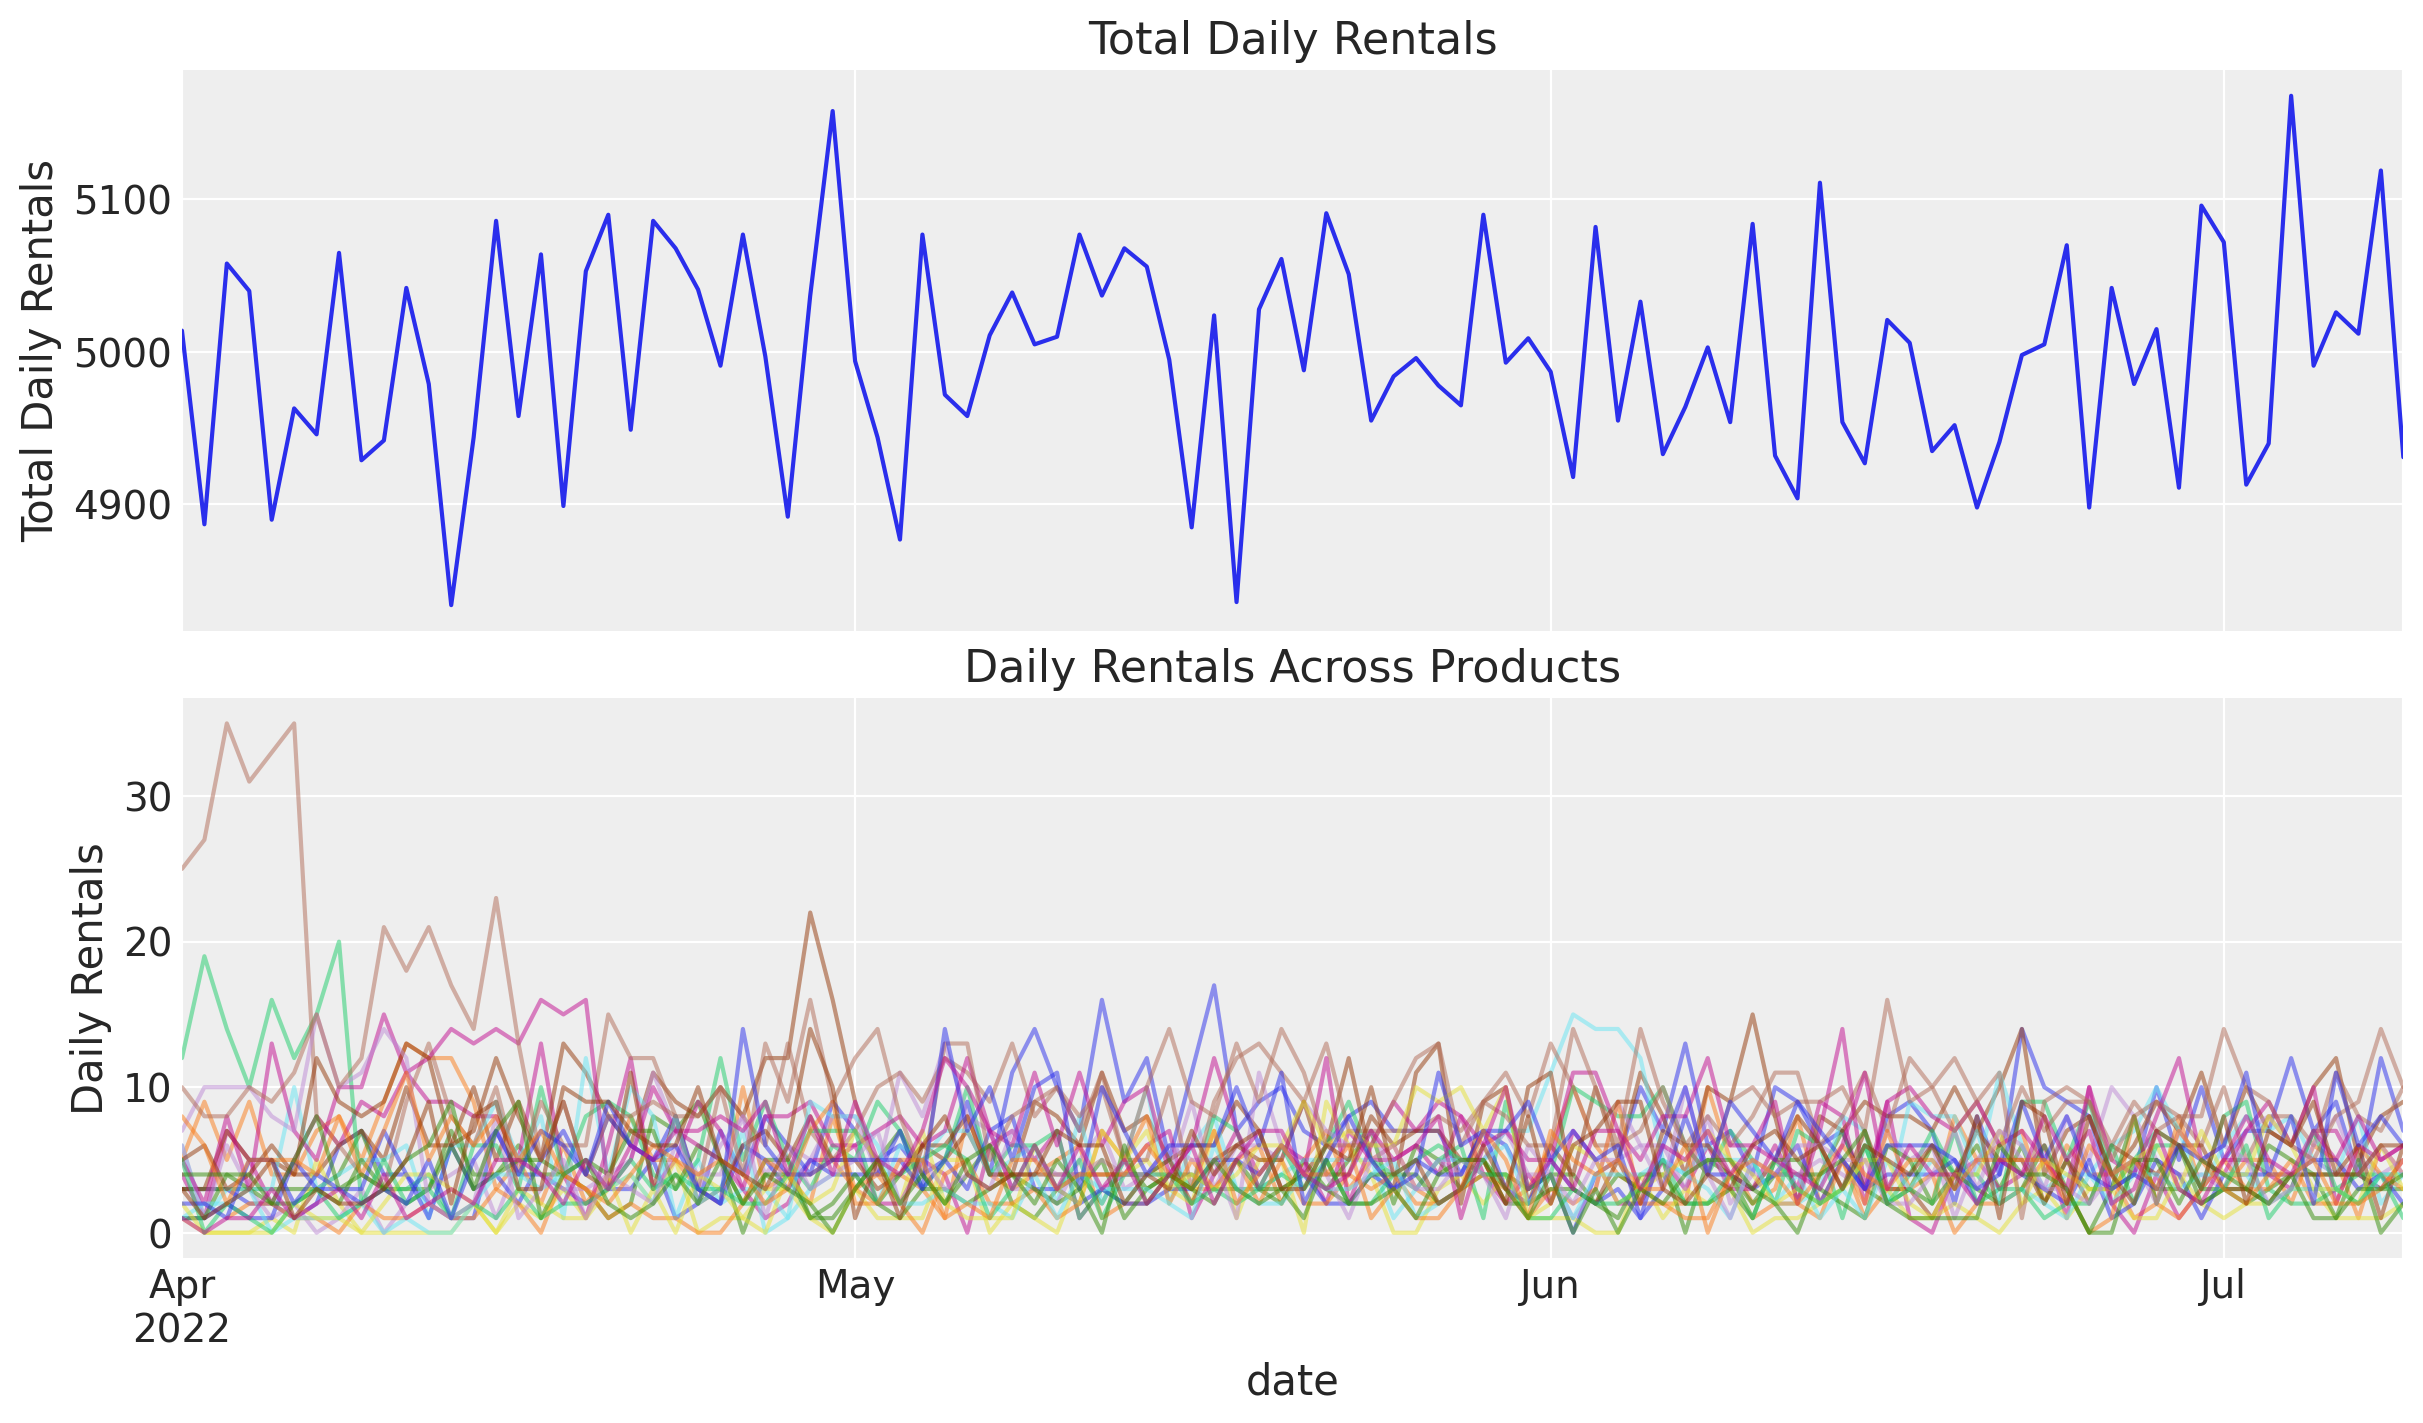 Total Daily Rentals
Total Daily Rentals
5100
5000
4900
Daily Rentals Across Products
Daily Rentals
30
20
10
0
Apr
2022
May
Jun
Jul
date